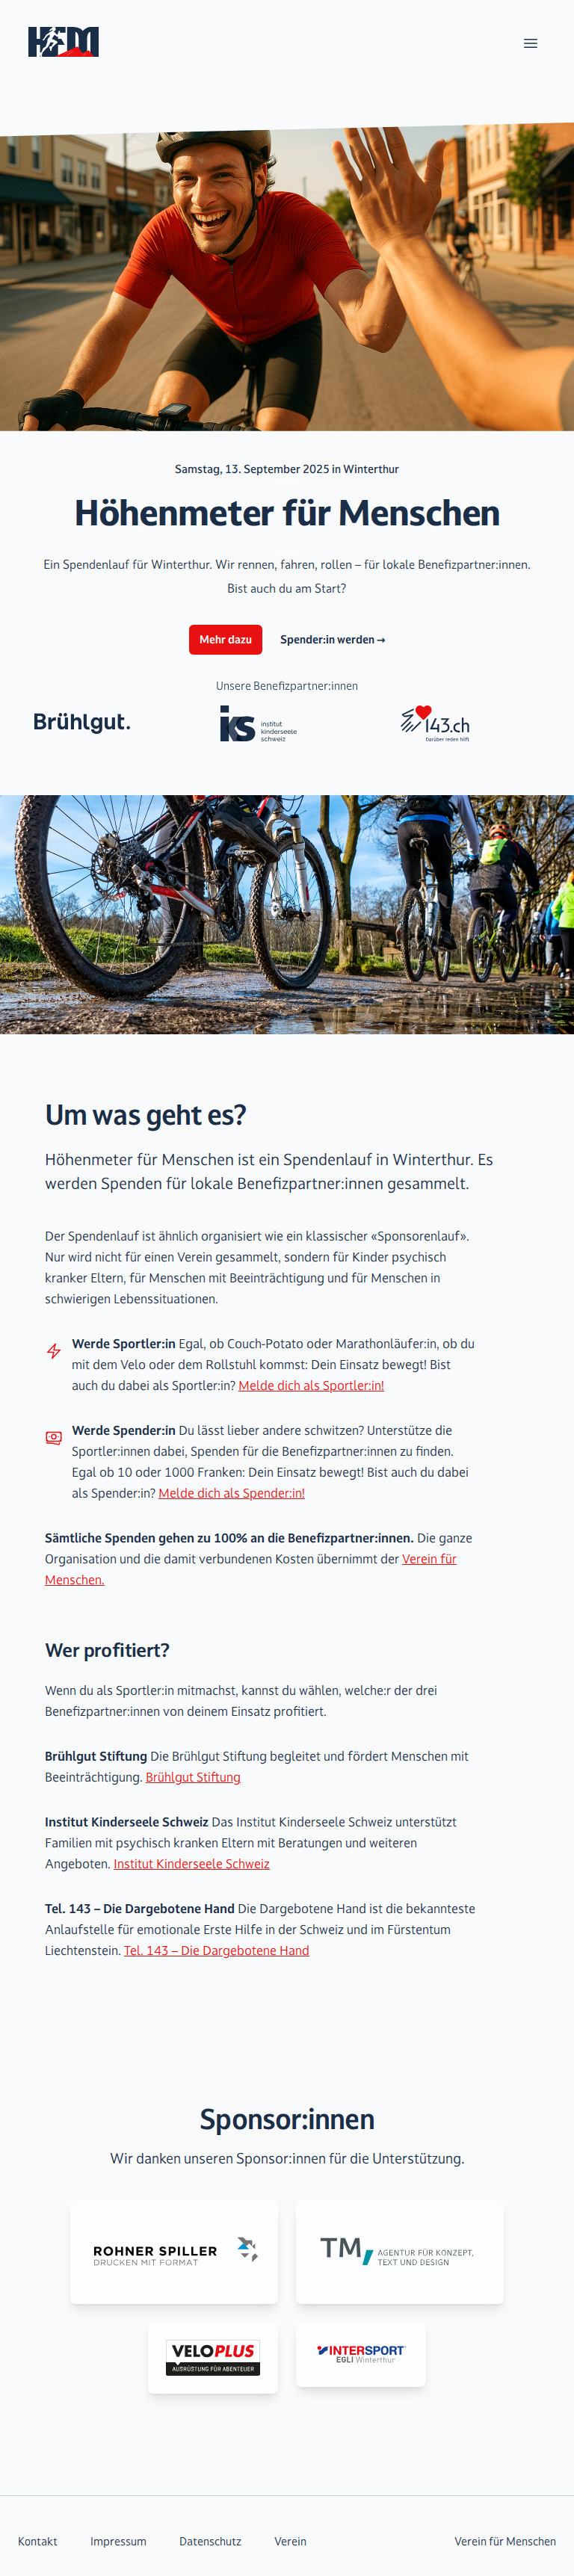 HFM
Samstag, 13. September 2025 in Winterthur
Höhenmeter für Menschen
Ein Spendenlauf für Winterthur. Wir rennen, fahren, rollen – für lokale Benefizpartner:innen.
Bist auch du am Start?
Mehr dazu
Spender:in werden →
Unsere Benefizpartner:innen
Brühlgut.
iks institut
kinderseele
schweiz
143.ch
Darüber reden hilft
Um was geht es?
Höhenmeter für Menschen ist ein Spendenlauf in Winterthur. Es
werden Spenden für lokale Benefizpartner:innen gesammelt.
Der Spendenlauf ist ähnlich organisiert wie ein klassischer «Sponsorenlauf».
Nur wird nicht für einen Verein gesammelt, sondern für Kinder psychisch
kranker Eltern, für Menschen mit Beeinträchtigung und für Menschen in
schwierigen Lebenssituationen.
Werde Sportler:in Egal, ob Couch-Potato oder Marathonläufer:in, ob du
mit dem Velo oder dem Rollstuhl kommst: Dein Einsatz bewegt! Bist
auch du dabei als Sportler:in? Melde dich als Sportler:in!
Werde Spender:in Du lässt lieber andere schwitzen? Unterstütze die
Sportler:innen dabei, Spenden für die Benefizpartner:innen zu finden.
Egal ob 10 oder 1000 Franken: Dein Einsatz bewegt! Bist auch du dabei
als Spender:in? Melde dich als Spender:in!
Sämtliche Spenden gehen zu 100% an die Benefizpartner:innen. Die ganze
Organisation und die damit verbundenen Kosten übernimmt der Verein für
Menschen.
Wer profitiert?
Wenn du als Sportler:in mitmachst, kannst du wählen, welche:r der drei
Benefizpartner:innen von deinem Einsatz profitiert.
Brühlgut Stiftung Die Brühlgut Stiftung begleitet und fördert Menschen mit
Beeinträchtigung. Brühlgut Stiftung
Institut Kinderseele Schweiz Das Institut Kinderseele Schweiz unterstützt
Familien mit psychisch kranken Eltern mit Beratungen und weiteren
Angeboten. Institut Kinderseele Schweiz
Tel. 143 – Die Dargebotene Hand Die Dargebotene Hand ist die bekannteste
Anlaufstelle für emotionale Erste Hilfe in der Schweiz und im Fürstentum
Liechtenstein. Tel. 143 – Die Dargebotene Hand
Sponsor:innen
Wir danken unseren Sponsor:innen für die Unterstützung.
ROHNER SPILLER
DRUCKEN MIT FORMAT
TM, AGENTUR FÜR KONZEPT,
TEXT UND DESIGN
VELOPLUS
AUSRÜSTUNG FÜR ABENTEUER
INTERSPORT
EGLI Winterthur
Kontakt
Impressum
Datenschutz
Verein
Verein für Menschen